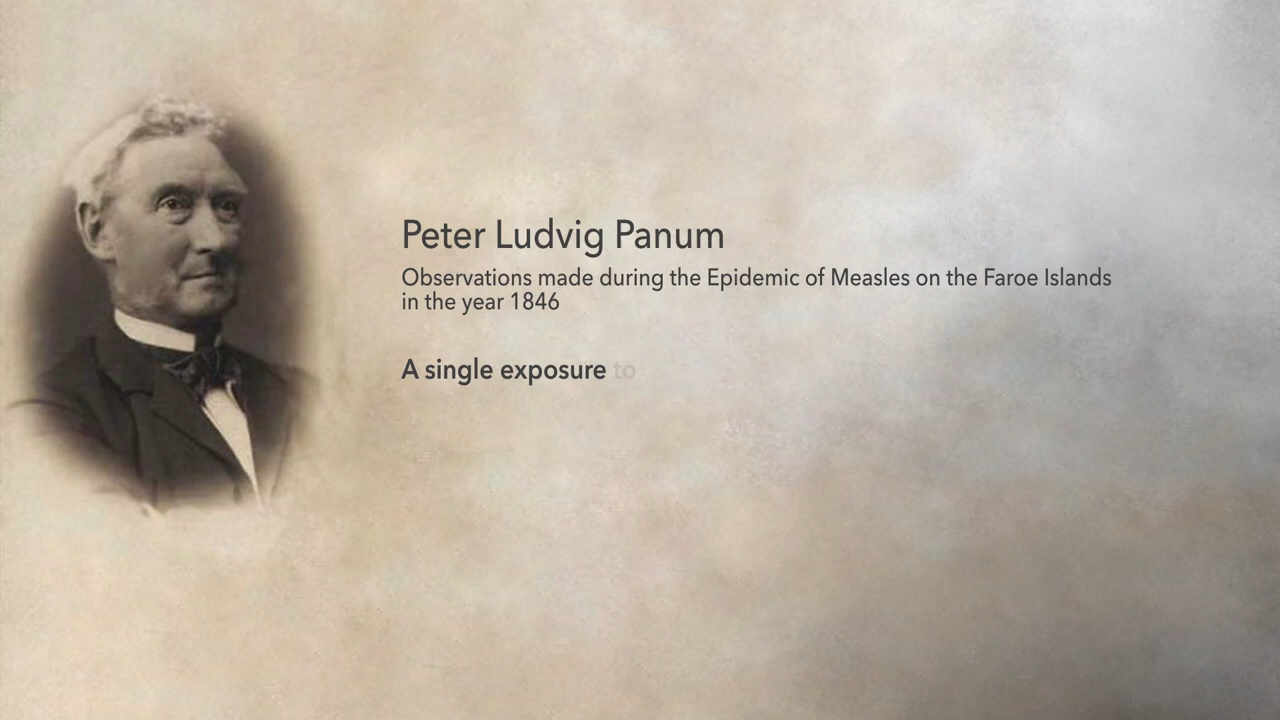 Peter Ludvig Panum
Observations made during the Epidemic of Measles on the Faroe Islands
in the year 1846
A single exposure to